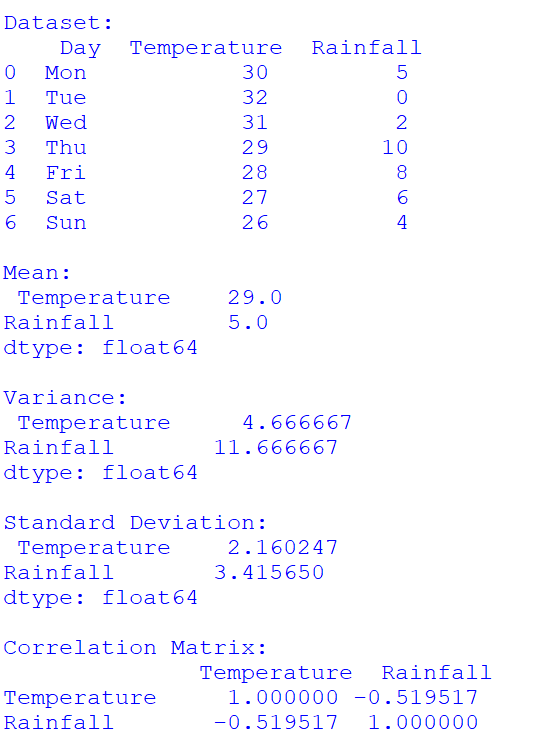 Dataset:
    Day  Temperature  Rainfall
0  Mon           30         5
1  Tue           32         0
2  Wed           31         2
3  Thu           29        10
4  Fri           28         8
5  Sat           27         6
6  Sun           26         4

Mean:
 Temperature    29.0
Rainfall        5.0
dtype: float64

Variance:
 Temperature     4.666667
Rainfall       11.666667
dtype: float64

Standard Deviation:
 Temperature    2.160247
Rainfall       3.415650
dtype: float64

Correlation Matrix:
              Temperature  Rainfall
Temperature     1.000000 -0.519517
Rainfall       -0.519517  1.000000